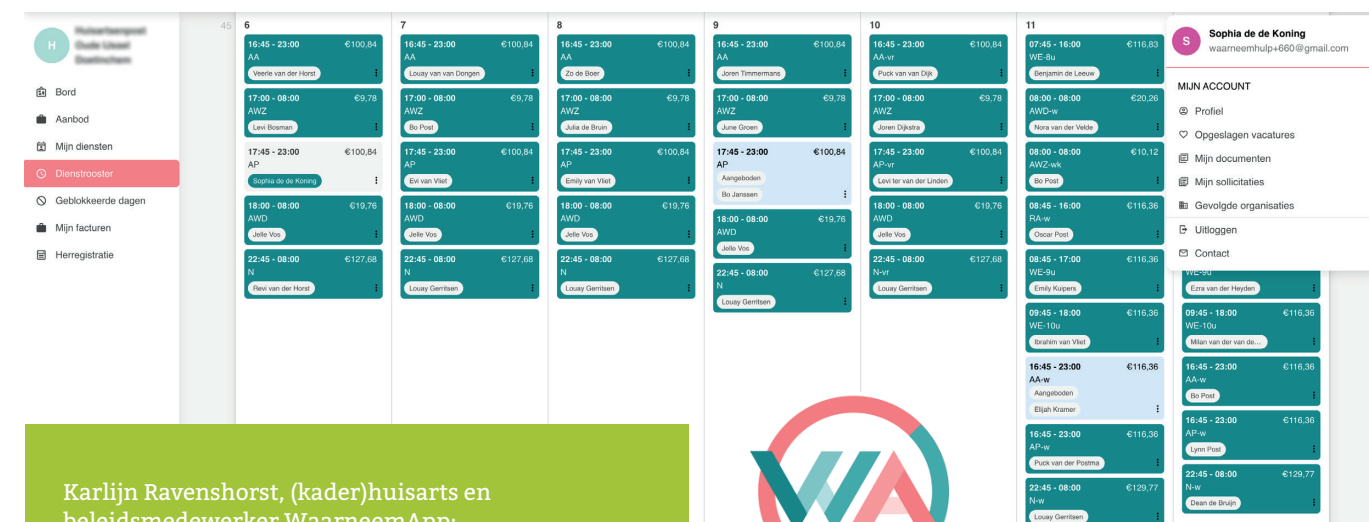 H
Bord
Aanbod
Mijn diensten
Dienstrooster
Geblokkeerde dagen
Mijn facturen
Herregistratie
45
6
16:45 - 23:00 €100,84
AA
Veerle van der Horst
17:00 - 08:00 €9,78
AWZ
Levi Bosman
17:45 - 23:00 €100,84
AP
Sophia de de Koning
18:00 - 08:00 €19,76
AWD
Jelle Vos
22:45 - 08:00 €127,68
N
Revi van der Horst
7
16:45 - 23:00 €100,84
AA
Louay van van Dongen
17:00 - 08:00 €9,78
AWZ
Bo Post
17:45 - 23:00 €100,84
AP
Evi van Vliet
18:00 - 08:00 €19,76
AWD
Jelle Vos
22:45 - 08:00 €127,68
N
Louay Gerritsen
8
16:45 - 23:00 €100,84
AA
Zo de Boer
17:00 - 08:00 €9,78
AWZ
Julia de Bruin
17:45 - 23:00 €100,84
AP
Emily van Vliet
18:00 - 08:00 €19,76
AWD
Jelle Vos
22:45 - 08:00 €127,68
N
Louay Gerritsen
9
16:45 - 23:00 €100,84
AA
Joren Timmermans
17:00 - 08:00 €9,78
AWZ
June Groen
17:45 - 23:00 €100,84
AP
Aangeboden
Bo Janssen
18:00 - 08:00 €19,76
AWD
Jelle Vos
22:45 - 08:00 €127,68
N
Louay Gerritsen
10
16:45 - 23:00 €100,84
AA-vr
Puck van van Dijk
17:00 - 08:00 €9,78
AWZ
Joren Dijkstra
17:45 - 23:00 €100,84
AP-vr
Levi ter van der Linden
18:00 - 08:00 €19,76
AWD
Jelle Vos
22:45 - 08:00 €127,68
N-vr
Louay Gerritsen
11
07:45 - 16:00 €116,83
WE-8u
Benjamin de Leeuw
08:00 - 08:00 €20,26
AWD-w
Nora van der Velde
08:00 - 08:00 €10,12
AWZ-wk
Bo Post
08:45 - 16:00 €116,36
RA-w
Oscar Post
08:45 - 17:00 €116,36
WE-9u
Emily Kuipers
09:45 - 18:00 €116,36
WE-10u
Ibrahim van Vliet
16:45 - 23:00 €116,36
AA-w
Aangeboden
Elijah Kramer
16:45 - 23:00 €116,36
AP-w
Puck van der Postma
22:45 - 08:00 €129,77
N-w
Louay Gerritsen
S
Sophia de de Koning
waarneemhulp+660@gmail.com
MIJN ACCOUNT
Profiel
Opgeslagen vacatures
Mijn documenten
Mijn sollicitaties
Gevolgde organisaties
Uitloggen
Contact
WE-9u
Ezra van der Heyden
09:45 - 18:00 €116,36
WE-10u
Milan van der van de...
16:45 - 23:00 €116,36
AA-w
Bo Post
16:45 - 23:00 €116,36
AP-w
Lynn Post
22:45 - 08:00 €129,77
N-w
Dean de Bruijn
Karlijn Ravenshorst, (kader)huisarts en
beleidsmedewerker WaarneemApp:
WA